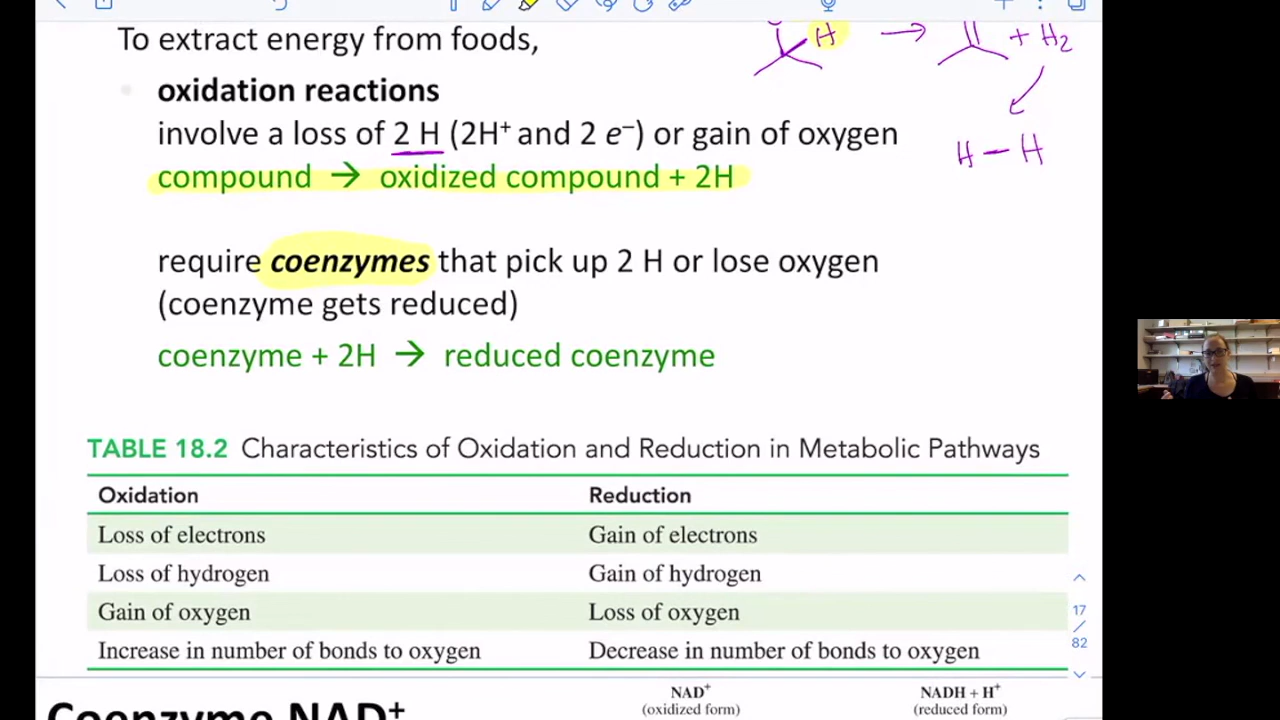 To extract energy from foods,
H → + H₂
oxidation reactions
involve a loss of 2 H (2H⁺ and 2 e⁻) or gain of oxygen
H — H
compound → oxidized compound + 2H
require coenzymes that pick up 2 H or lose oxygen
(coenzyme gets reduced)
coenzyme + 2H → reduced coenzyme
TABLE 18.2 Characteristics of Oxidation and Reduction in Metabolic Pathways
Oxidation Reduction
Loss of electrons Gain of electrons
Loss of hydrogen Gain of hydrogen
Gain of oxygen Loss of oxygen
Increase in number of bonds to oxygen Decrease in number of bonds to oxygen
17
/
82
NAD⁺ NADH + H⁺
(oxidized form) (reduced form)
Coenzyme NAD⁺